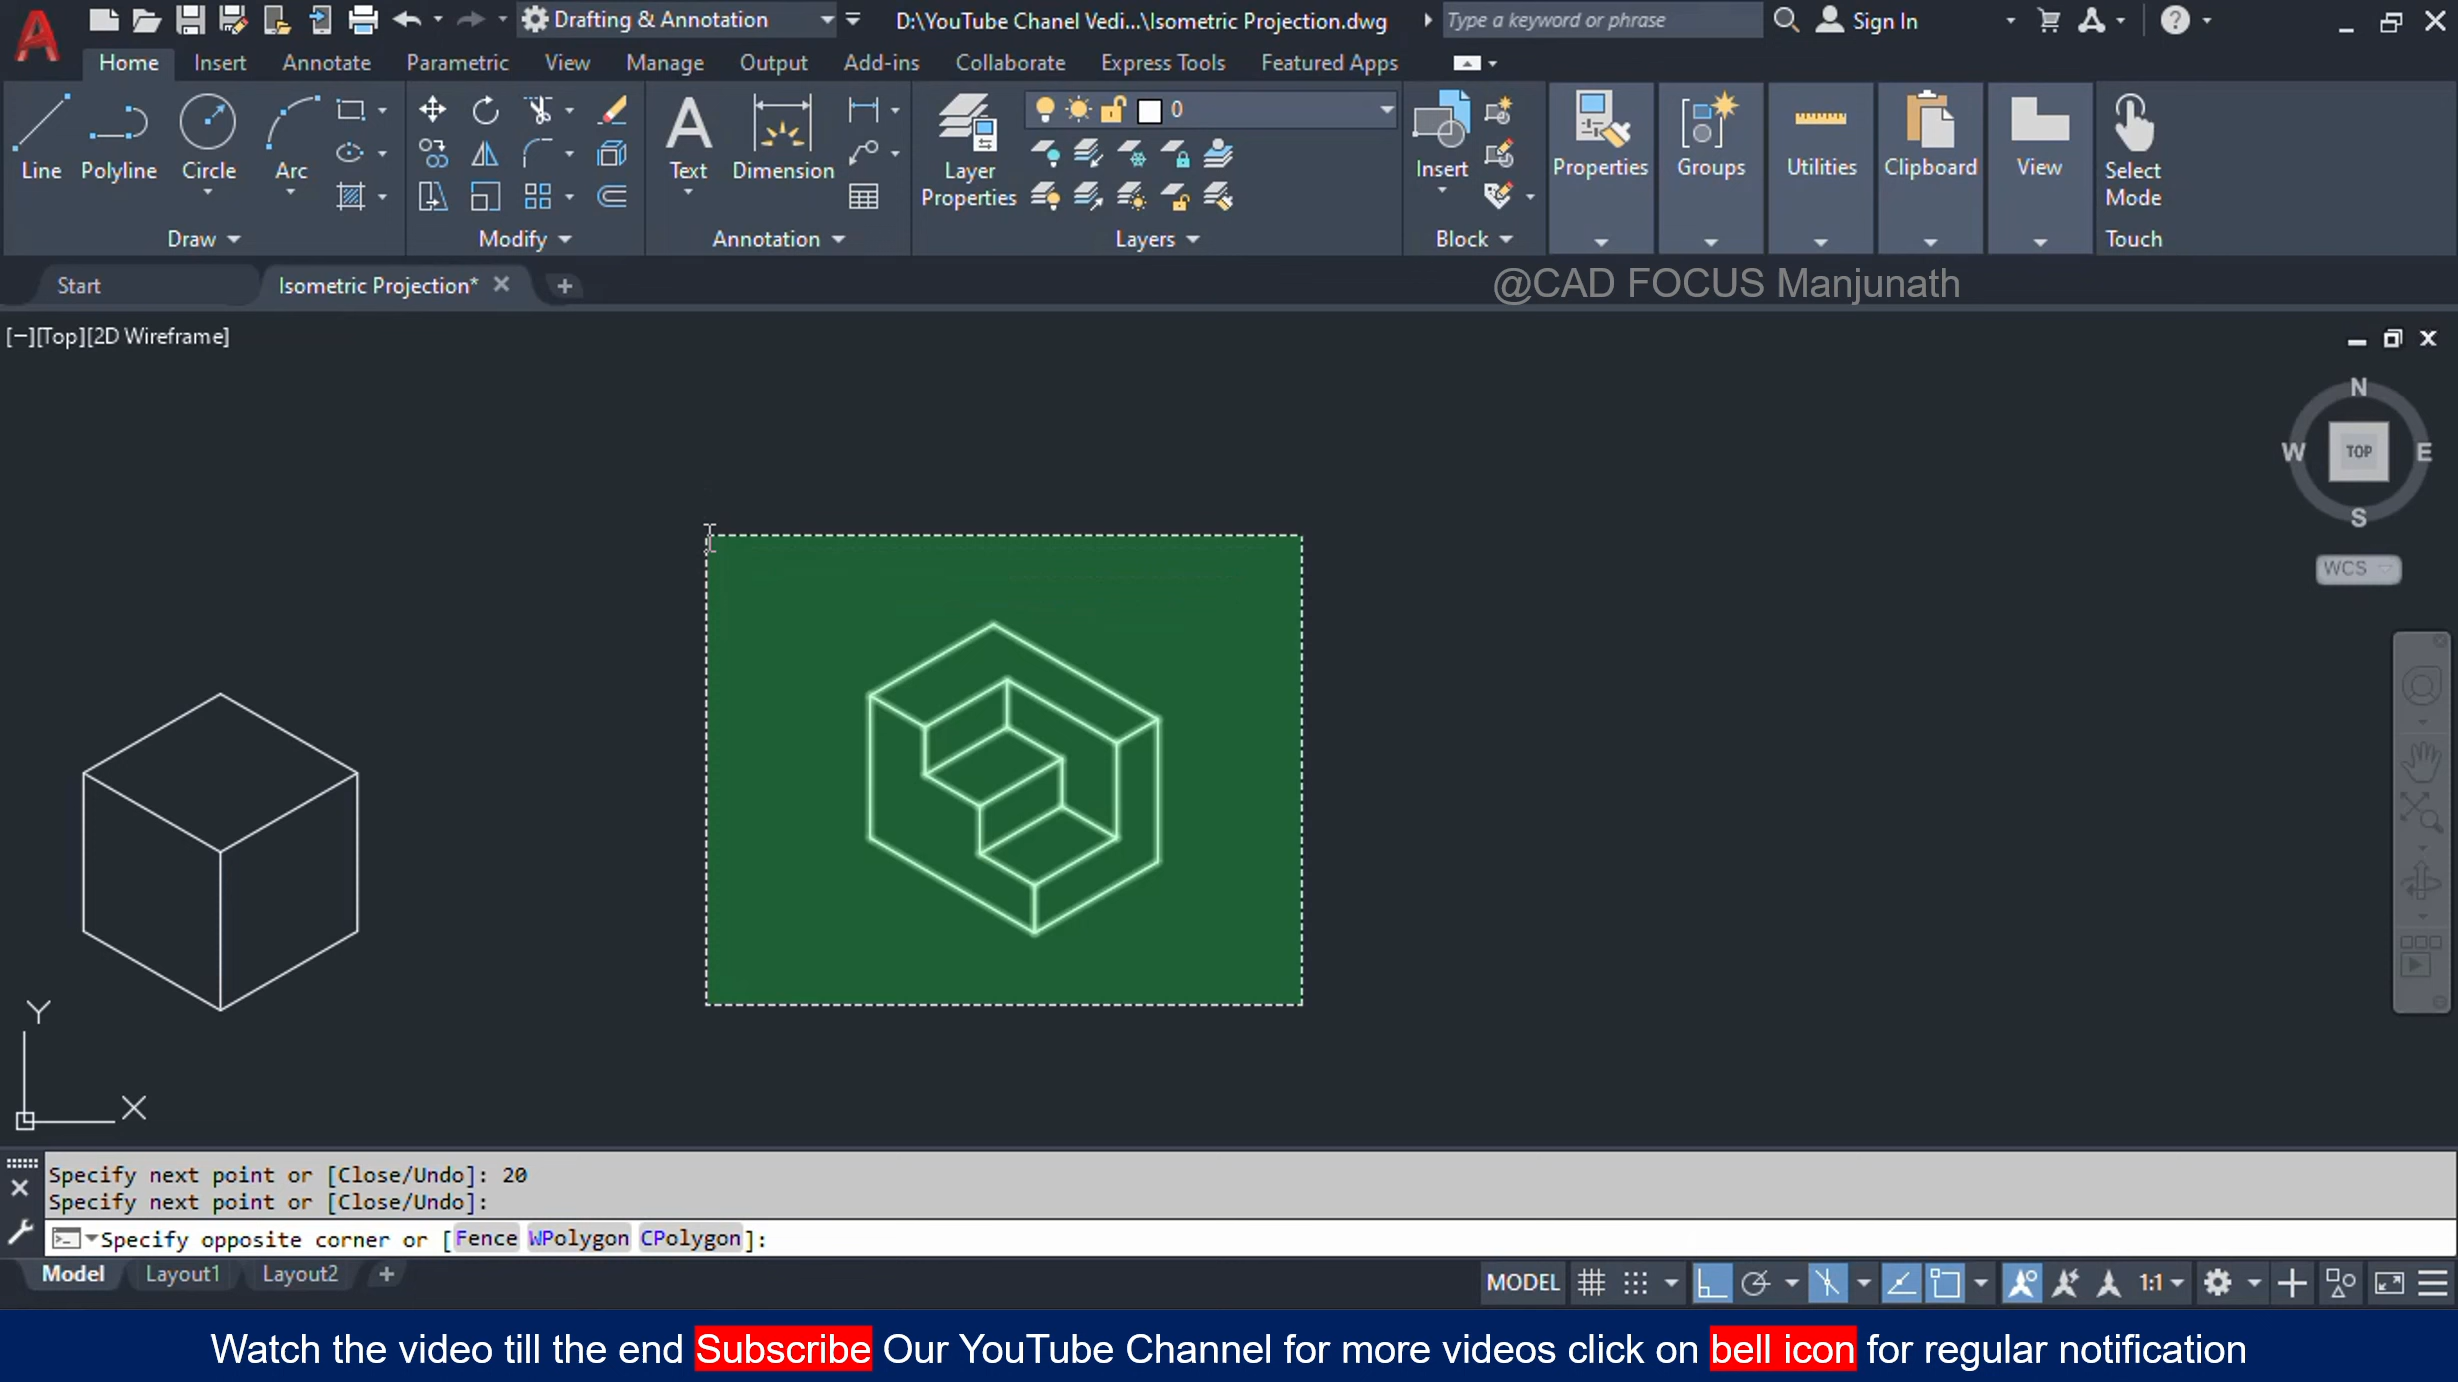 Drafting & Annotation
D:\YouTube Chanel Vedi...\Isometric Projection.dwg
Type a keyword or phrase
Sign In
Home Insert Annotate Parametric View Manage Output Add-ins Collaborate Express Tools Featured Apps
Line Polyline Circle Arc
Text Dimension
Layer Properties
0
Insert
Properties Groups Utilities Clipboard View
Select Mode
Draw Modify Annotation Layers Block Touch
Start Isometric Projection*
@CAD FOCUS Manjunath
[−][Top][2D Wireframe]
N
W TOP E
S
WCS
Y
X
Specify next point or [Close/Undo]: 20
Specify next point or [Close/Undo]:
Specify opposite corner or [Fence WPolygon CPolygon]:
Model Layout1 Layout2 +
MODEL 1:1
Watch the video till the end Subscribe Our YouTube Channel for more videos click on bell icon for regular notification